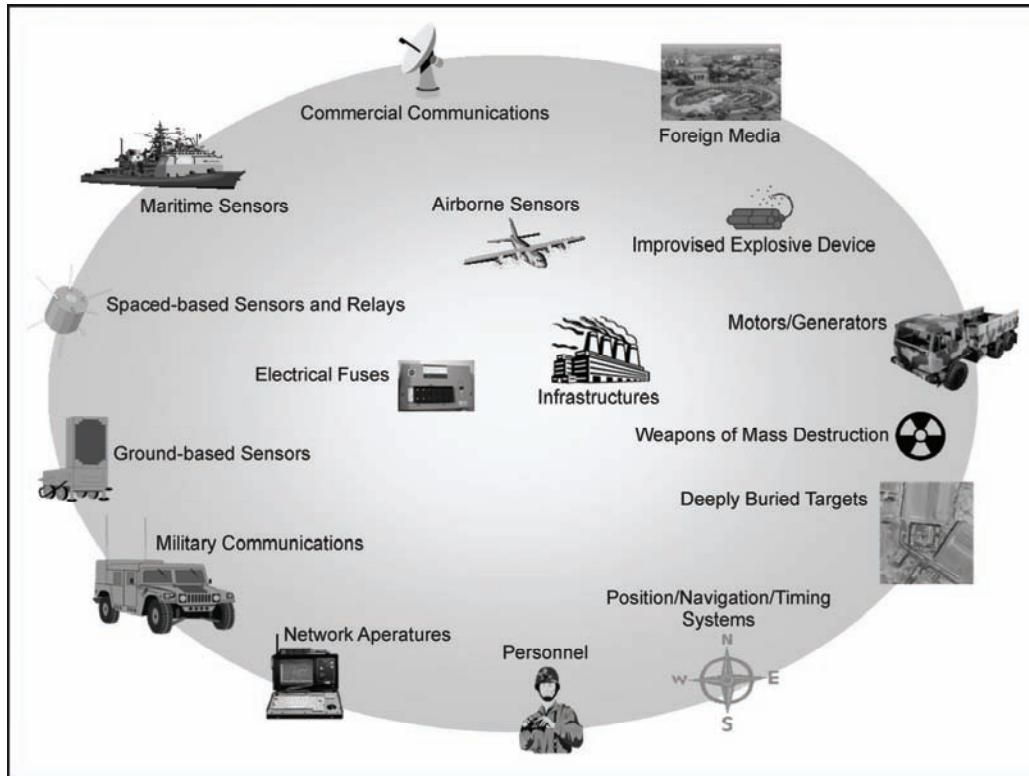 Commercial Communications
Foreign Media
Maritime Sensors
Airborne Sensors
Improvised Explosive Device
Spaced-based Sensors and Relays
Motors/Generators
Electrical Fuses
Infrastructures
Weapons of Mass Destruction
Ground-based Sensors
Deeply Buried Targets
Military Communications
Position/Navigation/Timing
Systems
Network Aperatures
Personnel
N
W
E
S